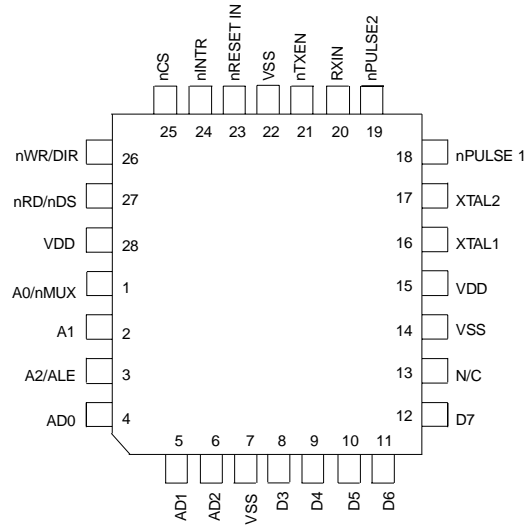 nCS
nINTR
nRESET IN
VSS
nTXEN
RXIN
nPULSE2
25 24 23 22 21 20 19
nWR/DIR 26 18 nPULSE 1
nRD/nDS 27 17 XTAL2
VDD 28 16 XTAL1
A0/nMUX 1 15 VDD
A1 2 14 VSS
A2/ALE 3 13 N/C
AD0 4 12 D7
5 6 7 8 9 10 11
AD1
AD2
VSS
D3
D4
D5
D6